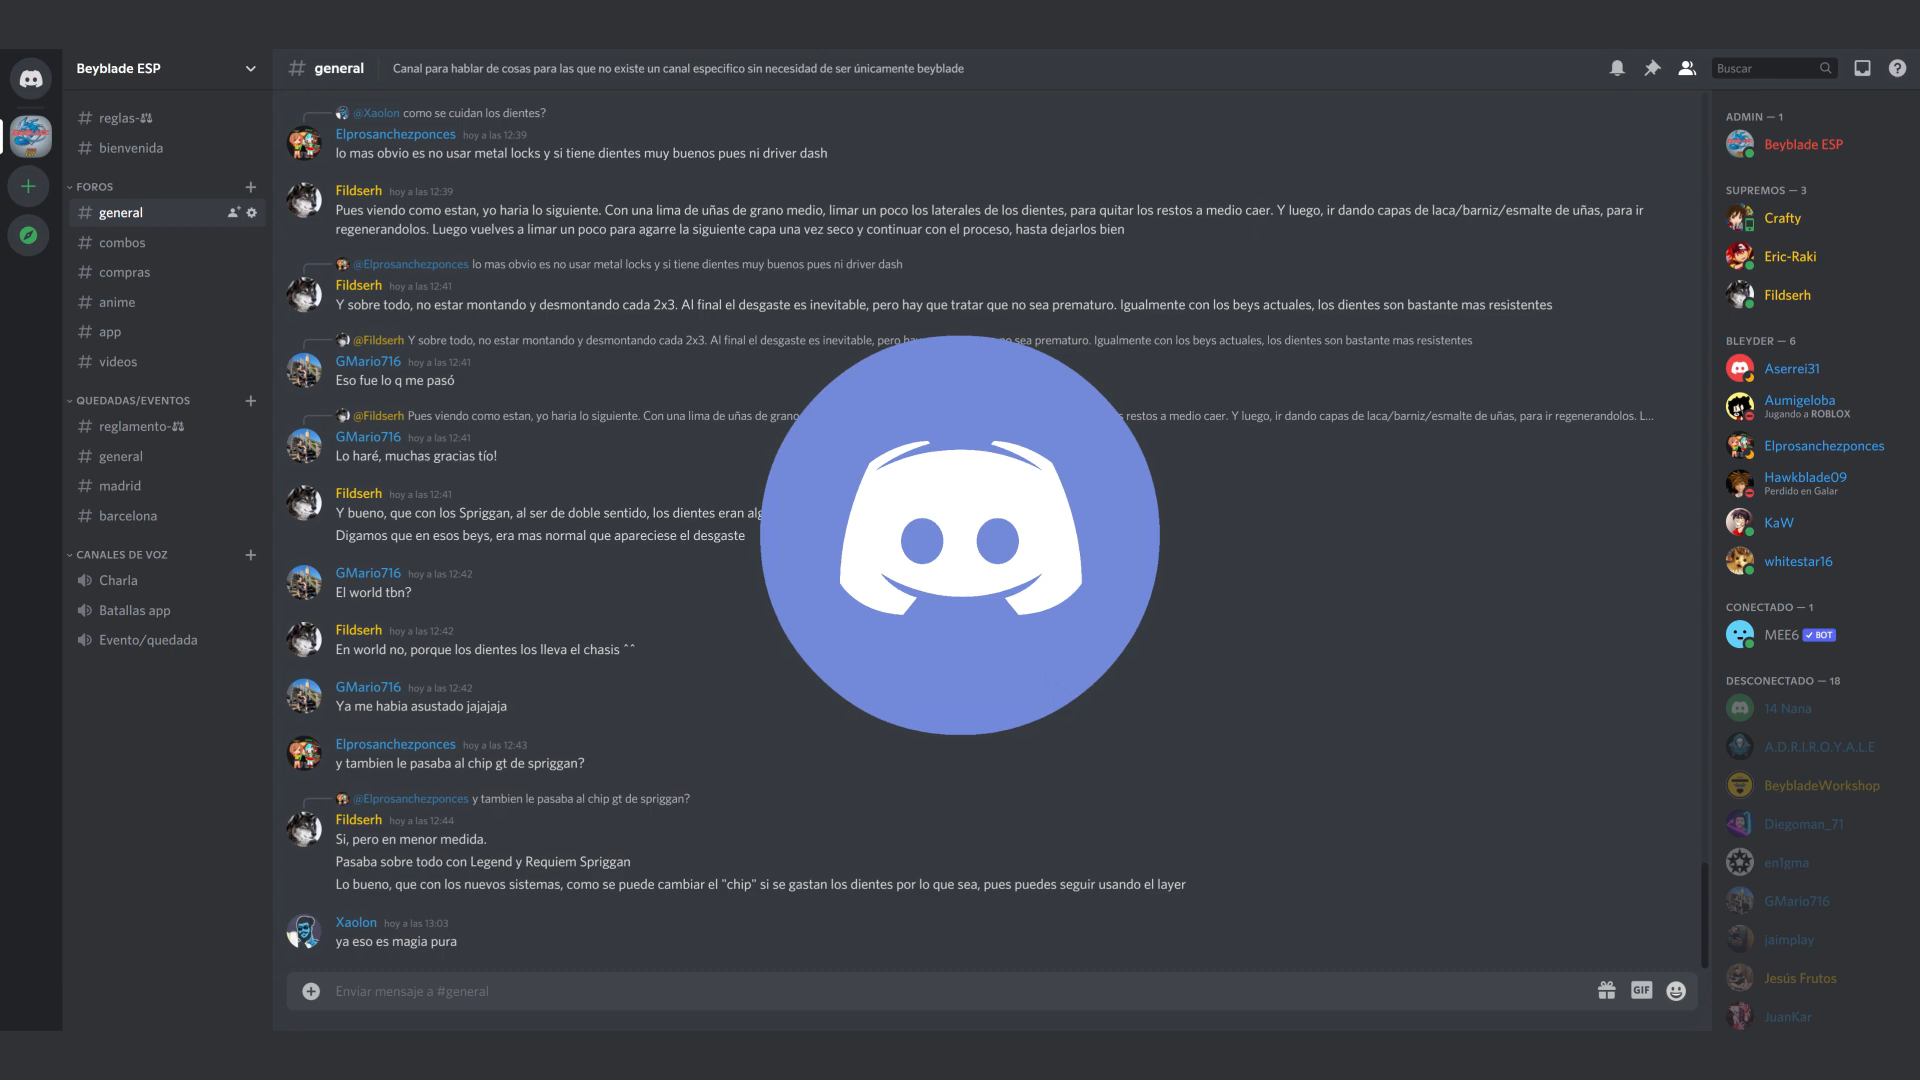 Beyblade ESP
# general
Canal para hablar de cosas para las que no existe un canal especifico sin necesidad de ser únicamente beyblade
Buscar
# reglas-
# bienvenida
FOROS
# general
# combos
# compras
# anime
# app
# videos
QUEDADAS/EVENTOS
# reglamento-
# general
# madrid
# barcelona
CANALES DE VOZ
Charla
Batallas app
Evento/quedada
@Xaolon como se cuidan los dientes?
Elprosanchezponces hoy a las 12:39
lo mas obvio es no usar metal locks y si tiene dientes muy buenos pues ni driver dash
Fildserh hoy a las 12:39
Pues viendo como estan, yo haria lo siguiente. Con una lima de uñas de grano medio, limar un poco los laterales de los dientes, para quitar los restos a medio caer. Y luego, ir dando capas de laca/barniz/esmalte de uñas, para ir
regenerandolos. Luego vuelves a limar un poco para agarre la siguiente capa una vez seco y continuar con el proceso, hasta dejarlos bien
@Elprosanchezponces lo mas obvio es no usar metal locks y si tiene dientes muy buenos pues ni driver dash
Fildserh hoy a las 12:41
Y sobre todo, no estar montando y desmontando cada 2x3. Al final el desgaste es inevitable, pero hay que tratar que no sea prematuro. Igualmente con los beys actuales, los dientes son bastante mas resistentes
@Fildserh Y sobre todo, no estar montando y desmontando cada 2x3. Al final el desgaste es inevitable, pero sea prematuro. Igualmente con los beys actuales, los dientes son bastante mas resistentes
GMario716 hoy a las 12:41
Eso fue lo q me pasó
@Fildserh Pues viendo como estan, yo haria lo siguiente. Con una lima de uñas de grano restos a medio caer. Y luego, ir dando capas de laca/barniz/esmalte de uñas, para ir regenerandolos. L...
GMario716 hoy a las 12:41
Lo haré, muchas gracias tío!
Fildserh hoy a las 12:41
Y bueno, que con los Spriggan, al ser de doble sentido, los dientes eran
Digamos que en esos beys, era mas normal que apareciese el desgaste
GMario716 hoy a las 12:42
El world tbn?
Fildserh hoy a las 12:42
En world no, porque los dientes los lleva el chasis ^^
GMario716 hoy a las 12:42
Ya me habia asustado jajajaja
Elprosanchezponces hoy a las 12:43
y tambien le pasaba al chip gt de spriggan?
@Elprosanchezponces y tambien le pasaba al chip gt de spriggan?
Fildserh hoy a las 12:44
Si, pero en menor medida.
Pasaba sobre todo con Legend y Requiem Spriggan
Lo bueno, que con los nuevos sistemas, como se puede cambiar el "chip" si se gastan los dientes por lo que sea, pues puedes seguir usando el layer
Xaolon hoy a las 13:03
ya eso es magia pura
Enviar mensaje a #general
GIF
ADMIN — 1
Beyblade ESP
SUPREMOS — 3
Crafty
Eric-Raki
Fildserh
BLEYDER — 6
Aserrei31
Aumigeloba
Jugando a ROBLOX
Elprosanchezponces
Hawkblade09
Perdido en Galar
KaW
whitestar16
CONECTADO — 1
MEE6 ✓ BOT
DESCONECTADO — 18
14 Nana
A.D.R.I.R.O.Y.A.L.E
BeybladeWorkshop
Diegoman_71
en1gma
GMario716
jaimplay
Jesús Frutos
JuanKar